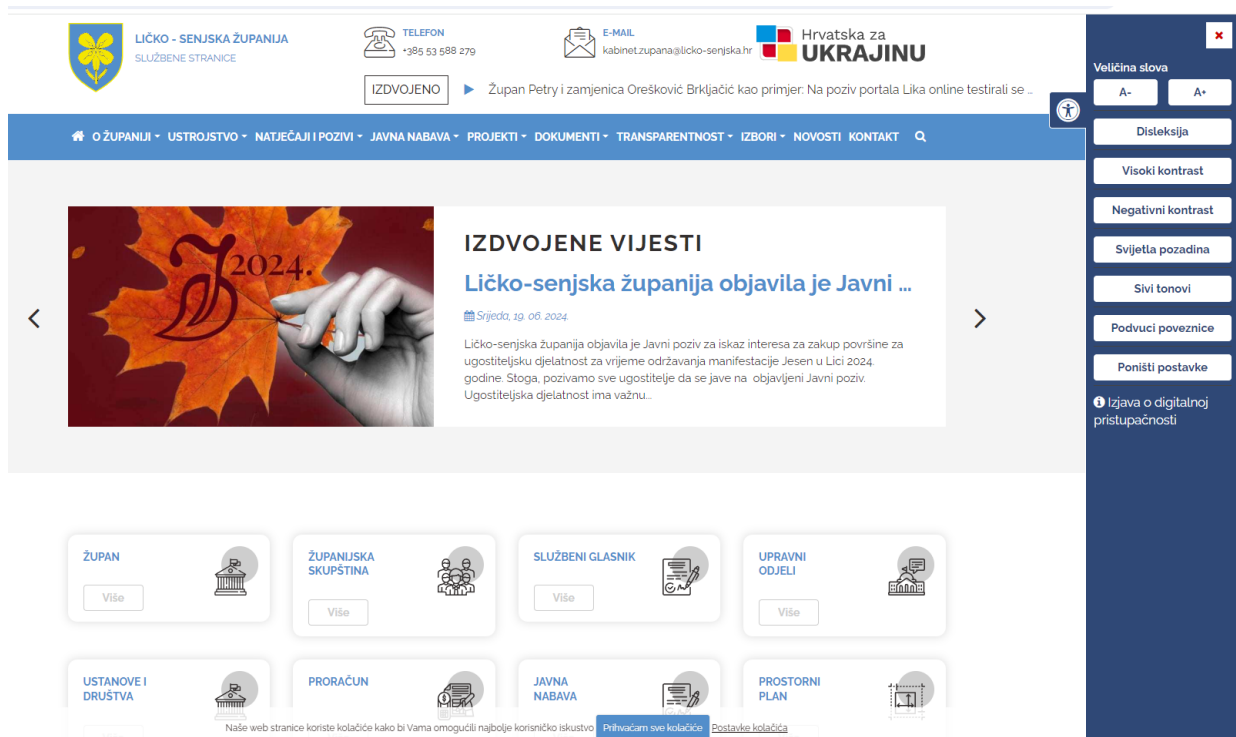 LIČKO - SENJSKA ŽUPANIJA
SLUŽBENE STRANICE
TELEFON
+385 53 588 279
E-MAIL
kabinet.zupana@licko-senjska.hr
Hrvatska za
UKRAJINU
IZDVOJENO
Župan Petry i zamjenica Orešković Brkljačić kao primjer: Na poziv portala Lika online testirali se ...
O ŽUPANIJI USTROJSTVO NATJEČAJI I POZIVI JAVNA NABAVA PROJEKTI DOKUMENTI TRANSPARENTNOST IZBORI NOVOSTI KONTAKT
2024.
IZDVOJENE VIJESTI
Ličko-senjska županija objavila je Javni ...
Srijeda, 19. 06. 2024.
Ličko-senjska županija objavila je Javni poziv za iskaz interesa za zakup površine za
ugostiteljsku djelatnost za vrijeme održavanja manifestacije Jesen u Lici 2024.
godine. Stoga, pozivamo sve ugostitelje da se jave na objavljeni Javni poziv.
Ugostiteljska djelatnost ima važnu...
ŽUPAN
Više
ŽUPANIJSKA
SKUPŠTINA
Više
SLUŽBENI GLASNIK
Više
UPRAVNI
ODJELI
Više
USTANOVE I
DRUŠTVA
PRORAČUN
JAVNA
NABAVA
PROSTORNI
PLAN
Naše web stranice koriste kolačiće kako bi Vama omogućili najbolje korisničko iskustvo Prihvaćam sve kolačiće Postavke kolačića
Veličina slova
A- A+
Disleksija
Visoki kontrast
Negativni kontrast
Svijetla pozadina
Sivi tonovi
Podvuci poveznice
Poništi postavke
Izjava o digitalnoj
pristupačnosti